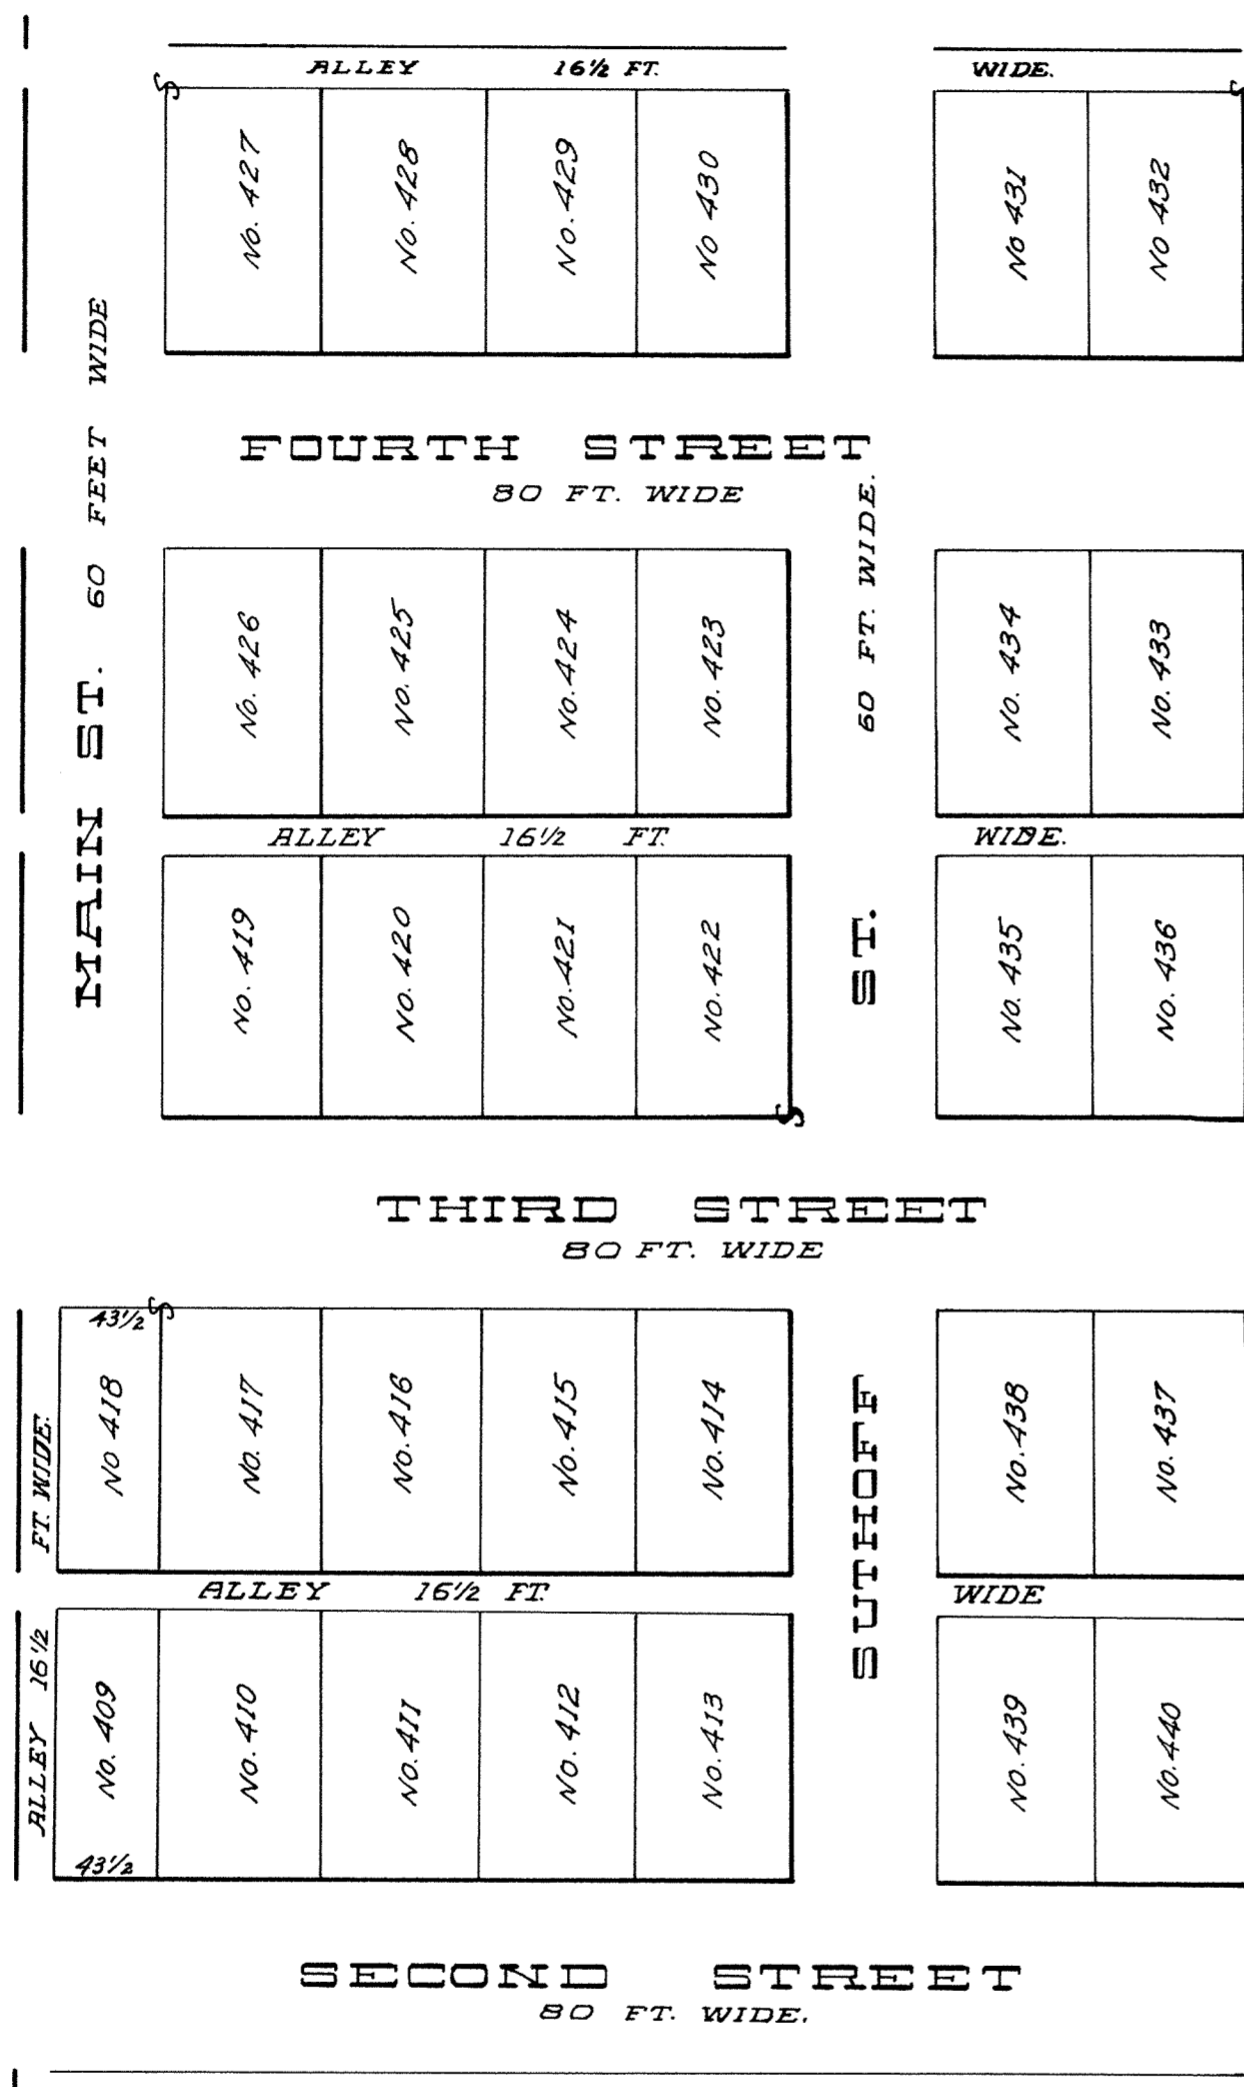 ALLEY 16½ FT. WIDE.
No. 427 No. 428 No. 429 No 430 No 431 No 432
MAIN ST. 60 FEET WIDE
FOURTH STREET
80 FT. WIDE
60 FT. WIDE.
No. 426 No. 425 No. 424 No. 423 No. 434 No. 433
ALLEY 16½ FT. WIDE.
No. 419 No. 420 No. 421 No. 422 No. 435 No. 436
THIRD STREET
80 FT. WIDE
43½
No 418 No. 417 No. 416 No. 415 No. 414 No. 438 No. 437
SUTHOFF ST.
ALLEY 16½ FT. WIDE
ALLEY 16½ FT. WIDE.
No. 409 No. 410 No. 411 No. 412 No. 413 No. 439 No. 440
43½
SECOND STREET
80 FT. WIDE.